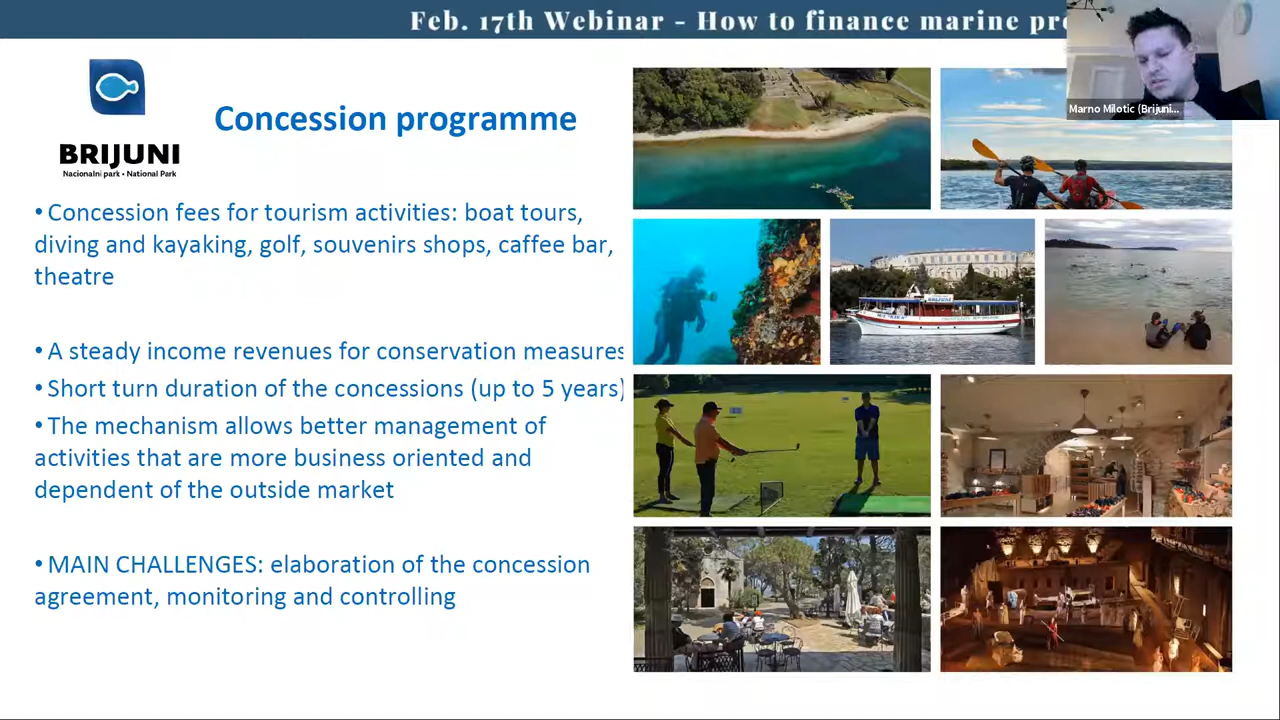 Feb. 17th Webinar - How to finance marine
Marno Milotic (Brijuni...
BRIJUNI
Nacionalni park • National Park
Concession programme
• Concession fees for tourism activities: boat tours,
diving and kayaking, golf, souvenirs shops, caffee bar,
theatre
• A steady income revenues for conservation measures
• Short turn duration of the concessions (up to 5 years)
• The mechanism allows better management of
activities that are more business oriented and
dependent of the outside market
• MAIN CHALLENGES: elaboration of the concession
agreement, monitoring and controlling
BRIJUNI